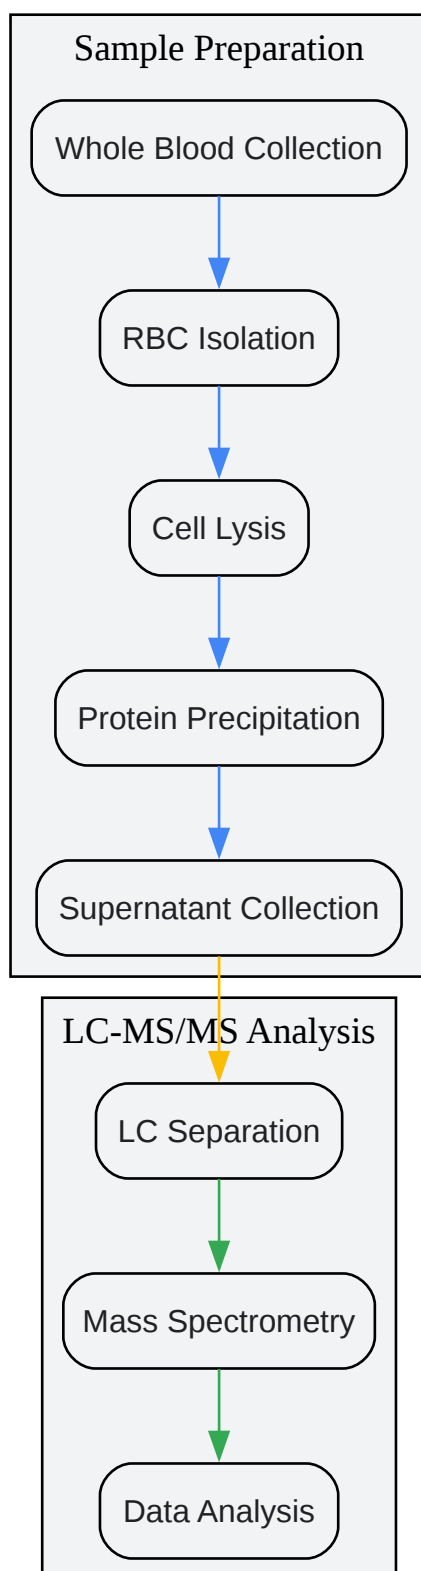 Sample Preparation
Whole Blood Collection
RBC Isolation
Cell Lysis
Protein Precipitation
Supernatant Collection
LC-MS/MS Analysis
LC Separation
Mass Spectrometry
Data Analysis